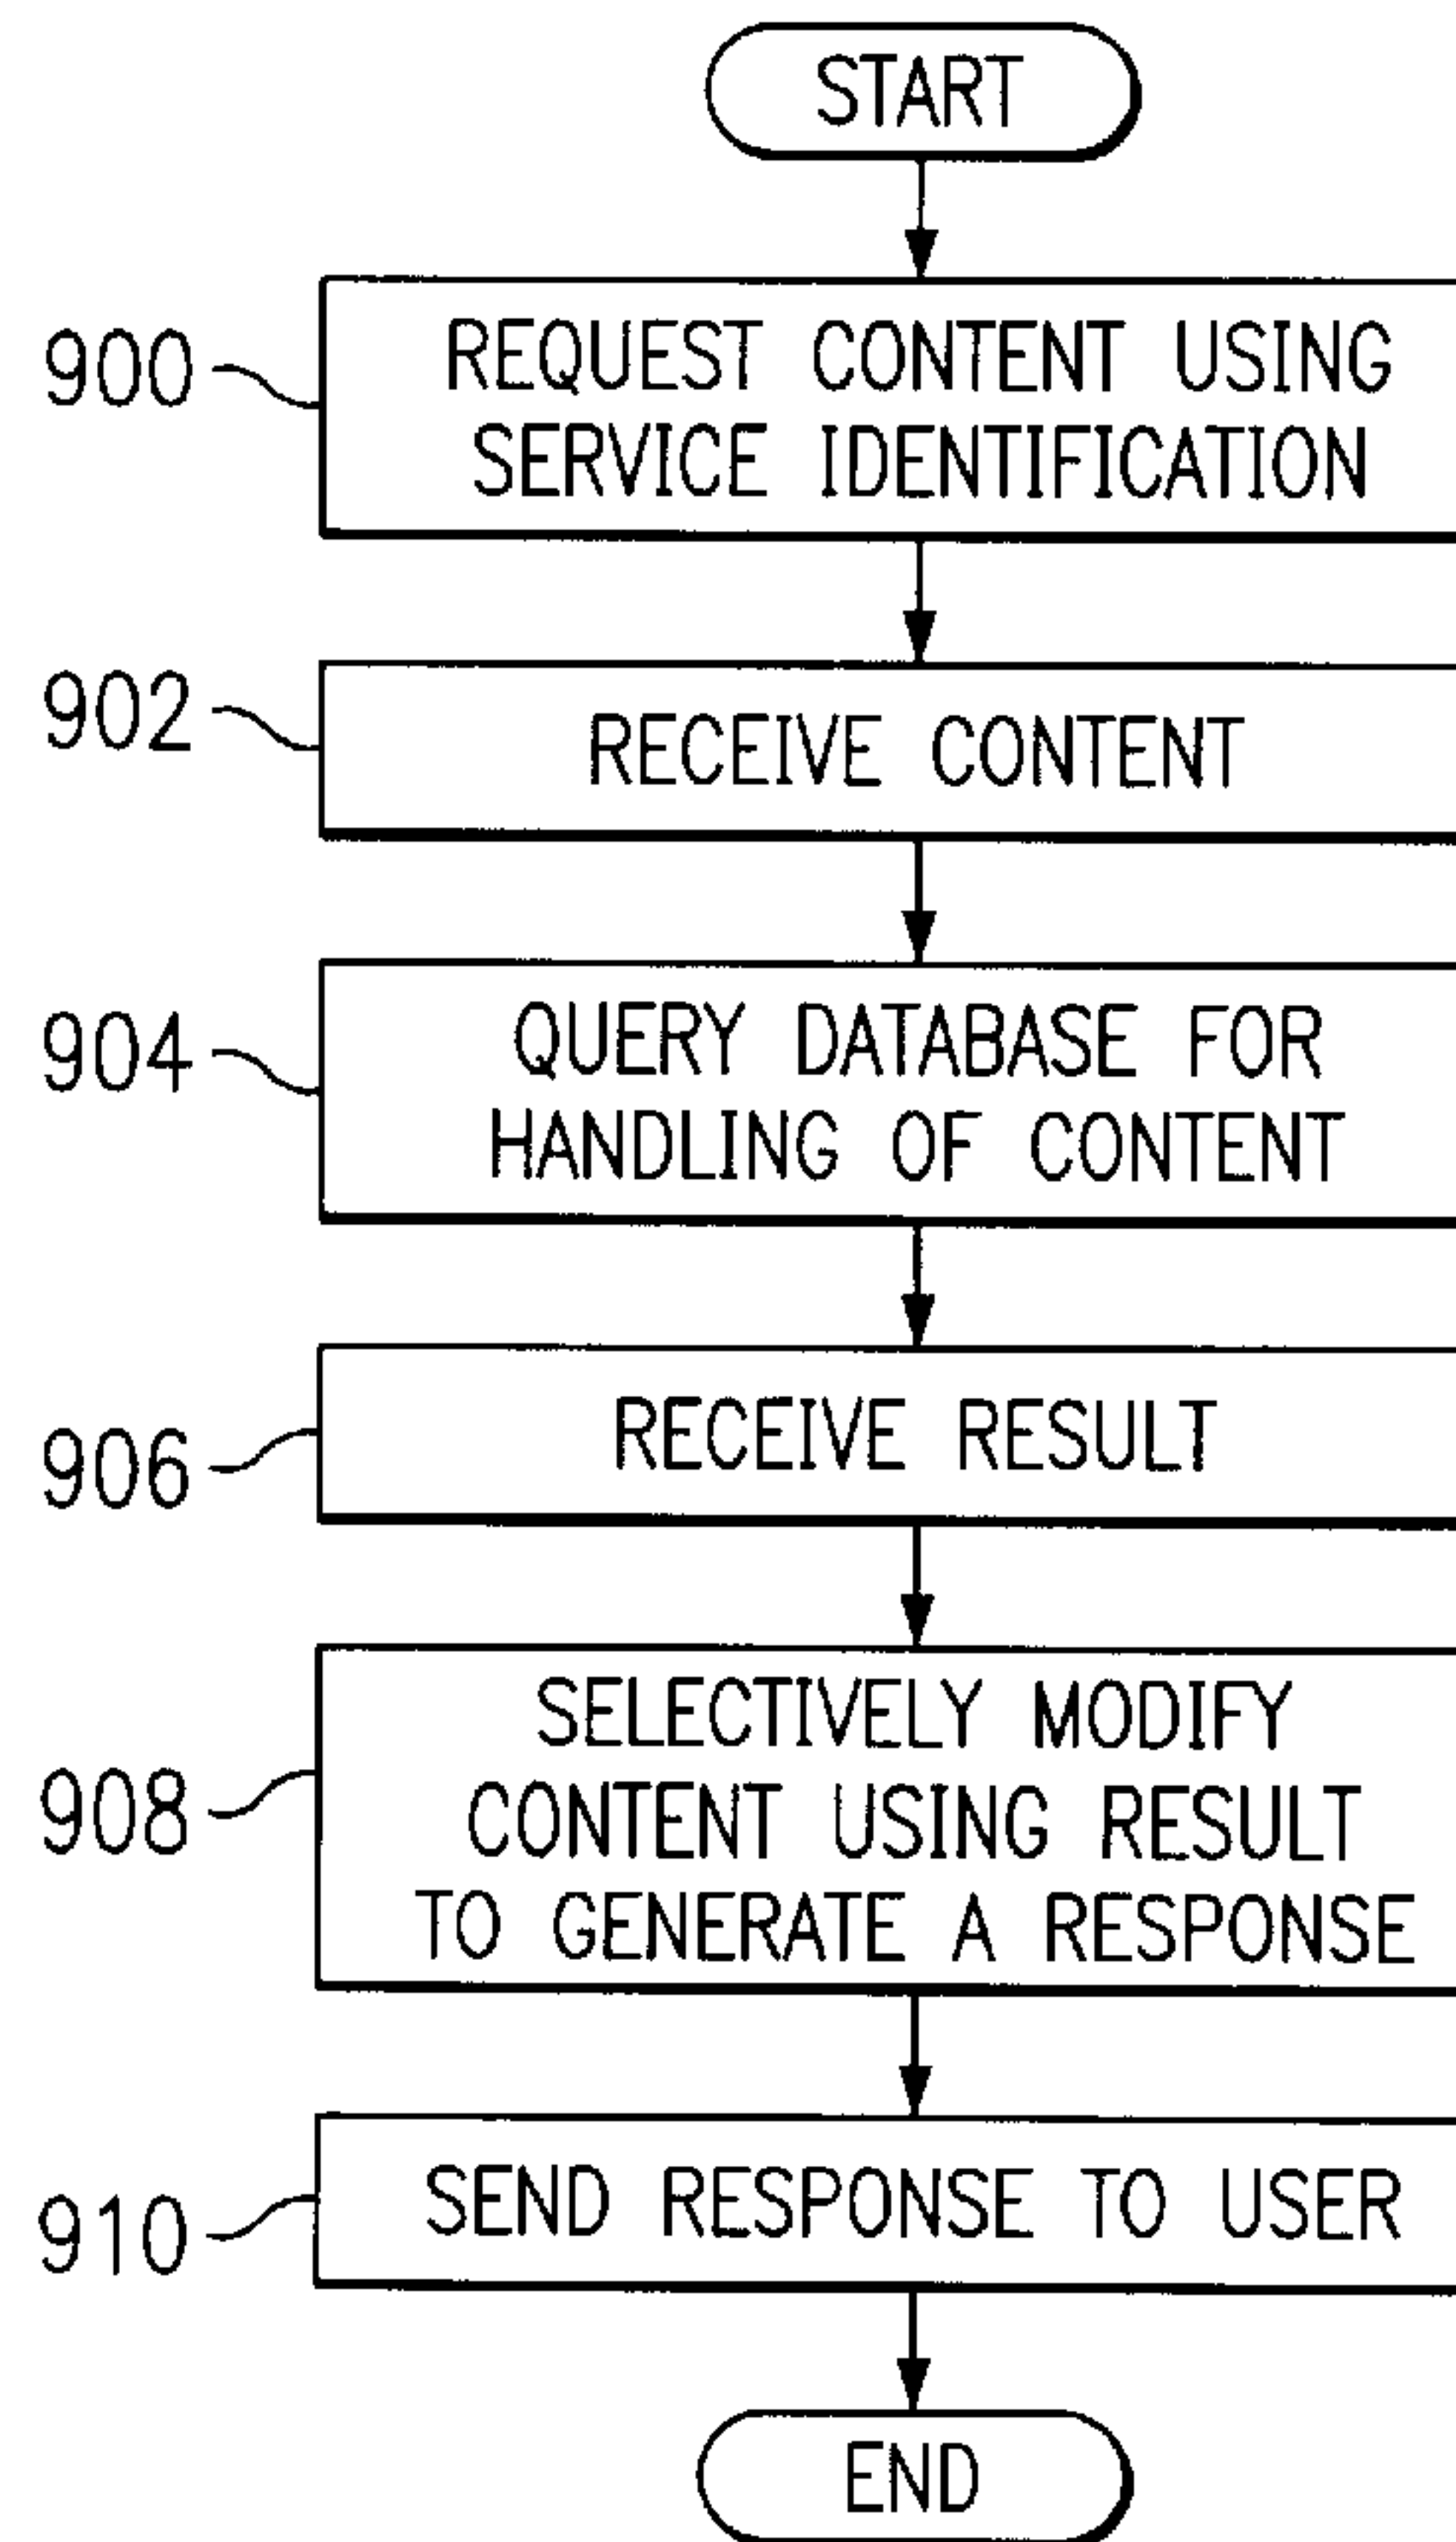 START
900
REQUEST CONTENT USING
SERVICE IDENTIFICATION
902
RECEIVE CONTENT
904
QUERY DATABASE FOR
HANDLING OF CONTENT
906
RECEIVE RESULT
908
SELECTIVELY MODIFY
CONTENT USING RESULT
TO GENERATE A RESPONSE
910
SEND RESPONSE TO USER
END